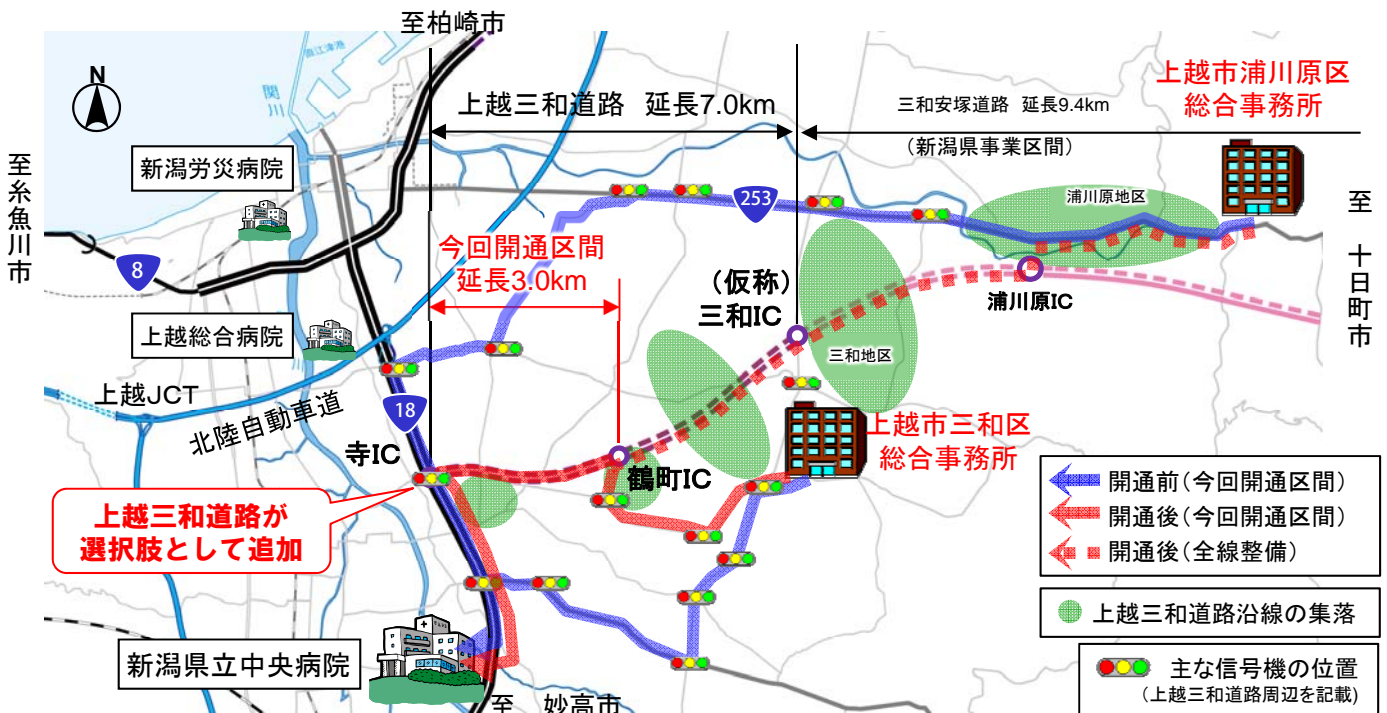 至柏崎市
N
直江津港
関
川
上越市浦川原区
総合事務所
上越三和道路 延長7.0km
三和安塚道路 延長9.4km
(新潟県事業区間)
至糸魚川市
新潟労災病院
253
浦川原地区
至 十日町市
今回開通区間
延長3.0km
8
(仮称)
三和IC
浦川原IC
上越総合病院
三和地区
上越JCT
北陸自動車道
18
寺IC
鶴町IC
上越市三和区
総合事務所
上越三和道路が
選択肢として追加
開通前(今回開通区間)
開通後(今回開通区間)
開通後(全線整備)
上越三和道路沿線の集落
新潟県立中央病院
主な信号機の位置
(上越三和道路周辺を記載)
至 妙高市